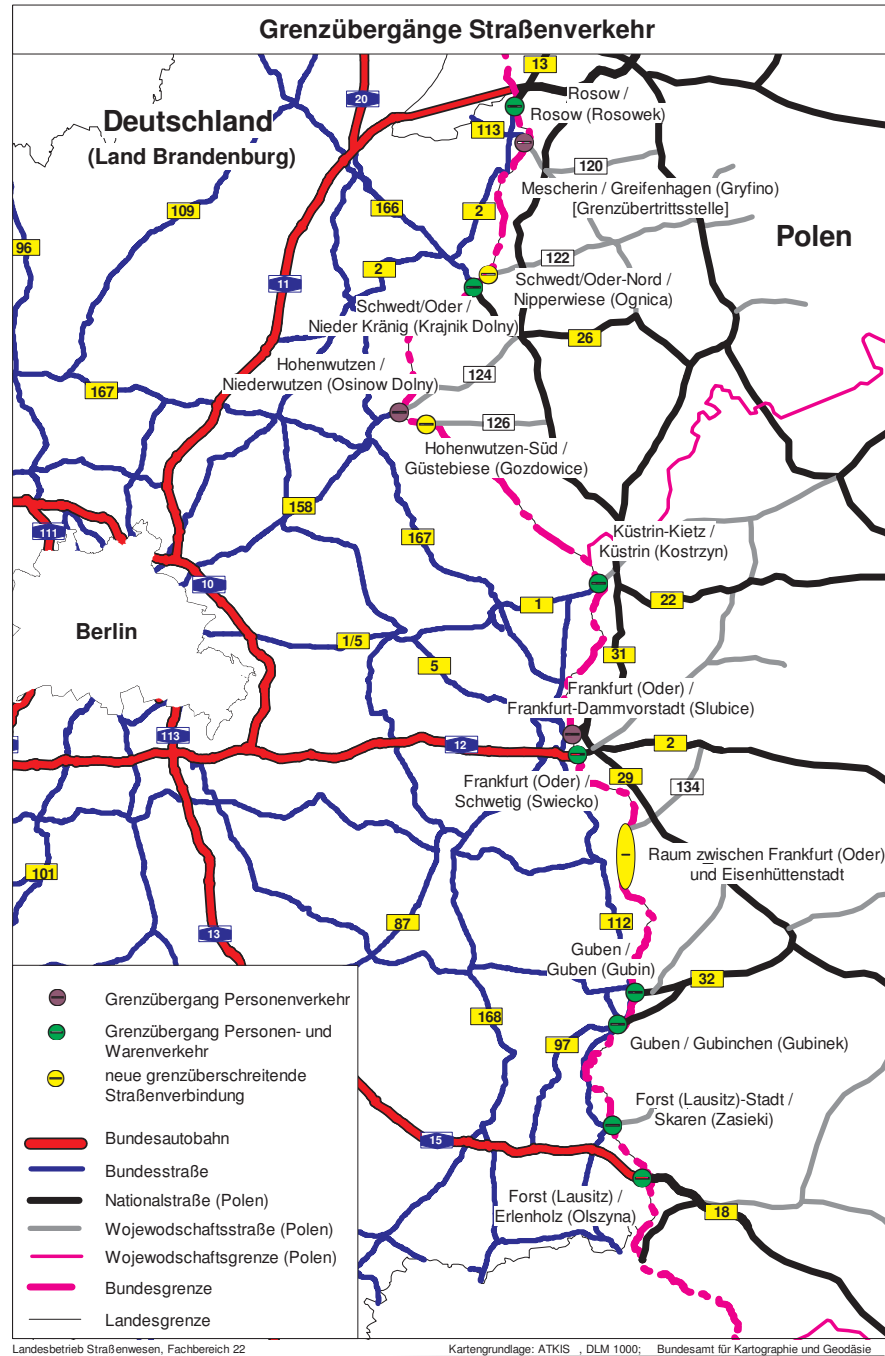 Grenzübergänge Straßenverkehr
13
20
Deutschland
(Land Brandenburg)
Rosow /
Rosow (Rosowek)
113
120
Mescherin / Greifenhagen (Gryfino)
[Grenzübertrittsstelle]
109
166
2
Polen
96
2
122
11
Schwedt/Oder-Nord /
Nipperwiese (Ognica)
Schwedt/Oder /
Nieder Kränig (Krajnik Dolny)
26
Hohenwutzen /
Niederwutzen (Osinow Dolny)
124
167
126
Hohenwutzen-Süd /
Güstebiese (Gozdowice)
158
111
167
Küstrin-Kietz /
Küstrin (Kostrzyn)
10
1
22
Berlin
1/5
5
31
Frankfurt (Oder) /
Frankfurt-Dammvorstadt (Slubice)
113
12
2
Frankfurt (Oder) /
Schwetig (Swiecko)
29
134
Raum zwischen Frankfurt (Oder)
und Eisenhüttenstadt
101
87
112
13
Guben /
Guben (Gubin)
32
Grenzübergang Personenverkehr
Grenzübergang Personen- und
Warenverkehr
168
97
Guben / Gubinchen (Gubinek)
neue grenzüberschreitende
Straßenverbindung
Forst (Lausitz)-Stadt /
Skaren (Zasieki)
15
Bundesautobahn
Bundesstraße
Nationalstraße (Polen)
Forst (Lausitz) /
Erlenholz (Olszyna)
18
Wojewodschaftsstraße (Polen)
Wojewodschaftsgrenze (Polen)
Bundesgrenze
Landesgrenze
Landesbetrieb Straßenwesen, Fachbereich 22
Kartengrundlage: ATKIS , DLM 1000; Bundesamt für Kartographie und Geodäsie